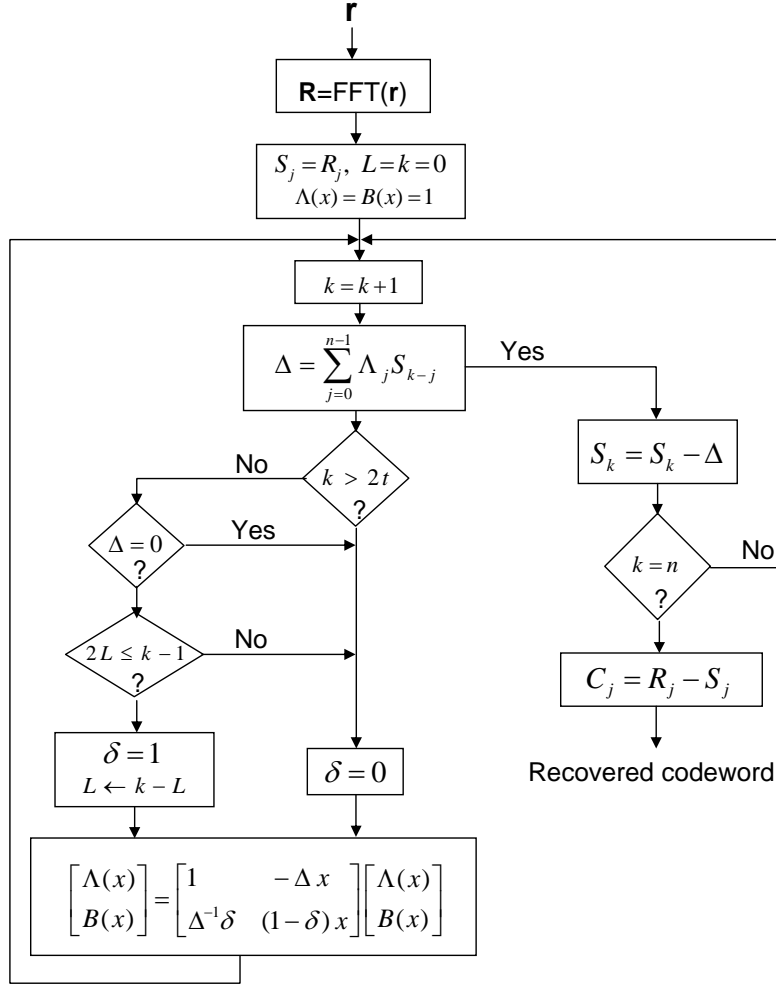 r
R=FFT(r)
S_j = R_j, L=k=0
Λ(x) = B(x) = 1
k = k+1
Δ = ∑_{j=0}^{n−1} Λ_j S_{k−j}
Yes
S_k = S_k − Δ
No
k > 2t
?
Δ = 0
?
Yes
k = n
?
No
2L ≤ k−1
?
No
C_j = R_j − S_j
δ = 1
L ← k − L
δ = 0
Recovered codeword
[Λ(x) B(x)] = [1 −Δx Δ^{−1}δ (1−δ)x] [Λ(x) B(x)]